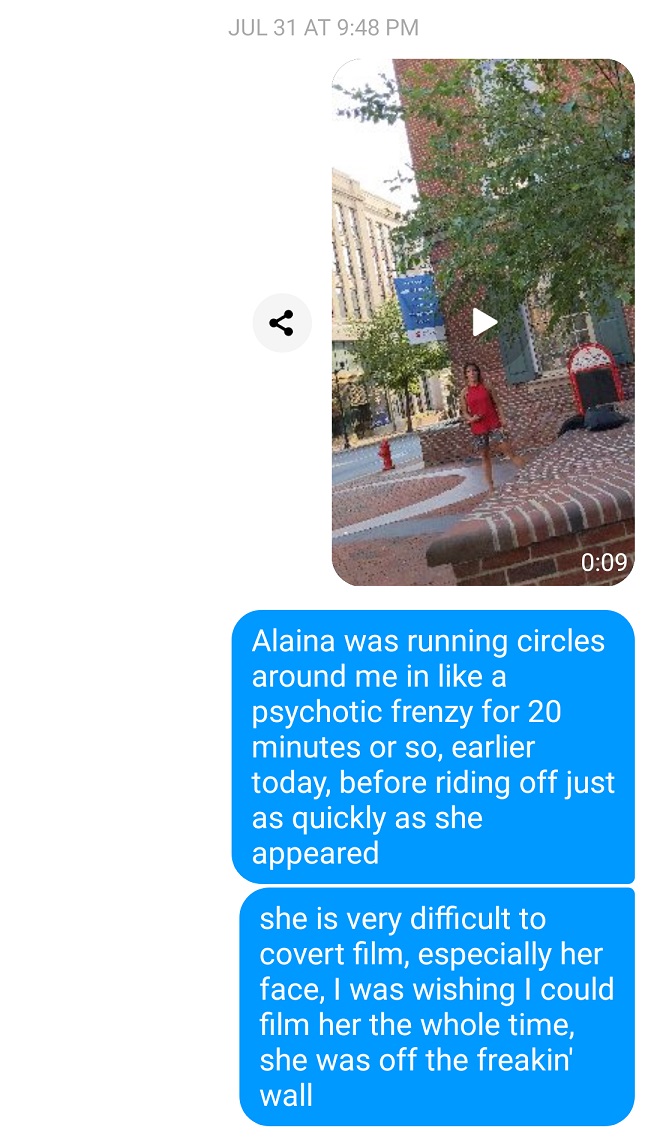 JUL 31 AT 9:48 PM
0:09
Alaina was running circles
around me in like a
psychotic frenzy for 20
minutes or so, earlier
today, before riding off just
as quickly as she
appeared
she is very difficult to
covert film, especially her
face, I was wishing I could
film her the whole time,
she was off the freakin'
wall